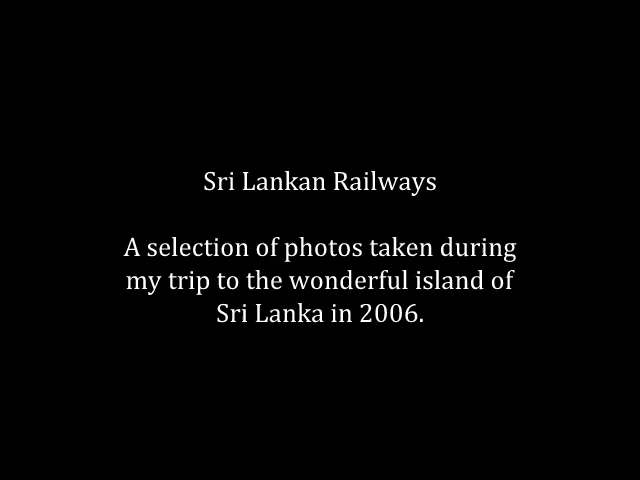 Sri Lankan Railways
A selection of photos taken during
my trip to the wonderful island of
Sri Lanka in 2006.